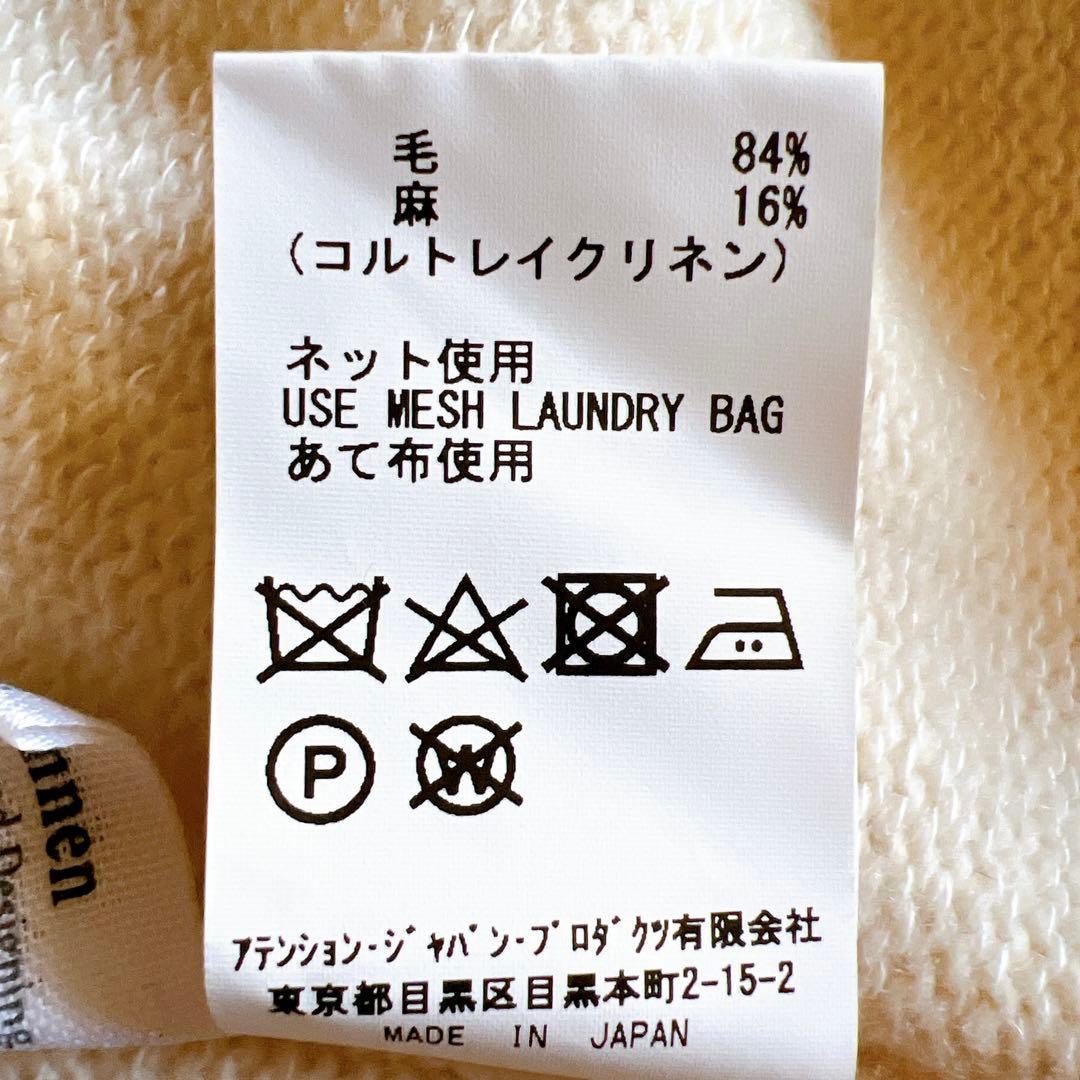 毛 84%
麻 16%
(コルトレイクリネン)
ネット使用
USE MESH LAUNDRY BAG
あて布使用
P
W
アテンション・ジャパン・プロダクツ有限会社
東京都目黒区目黒本町2-15-2
MADE IN JAPAN
Designing